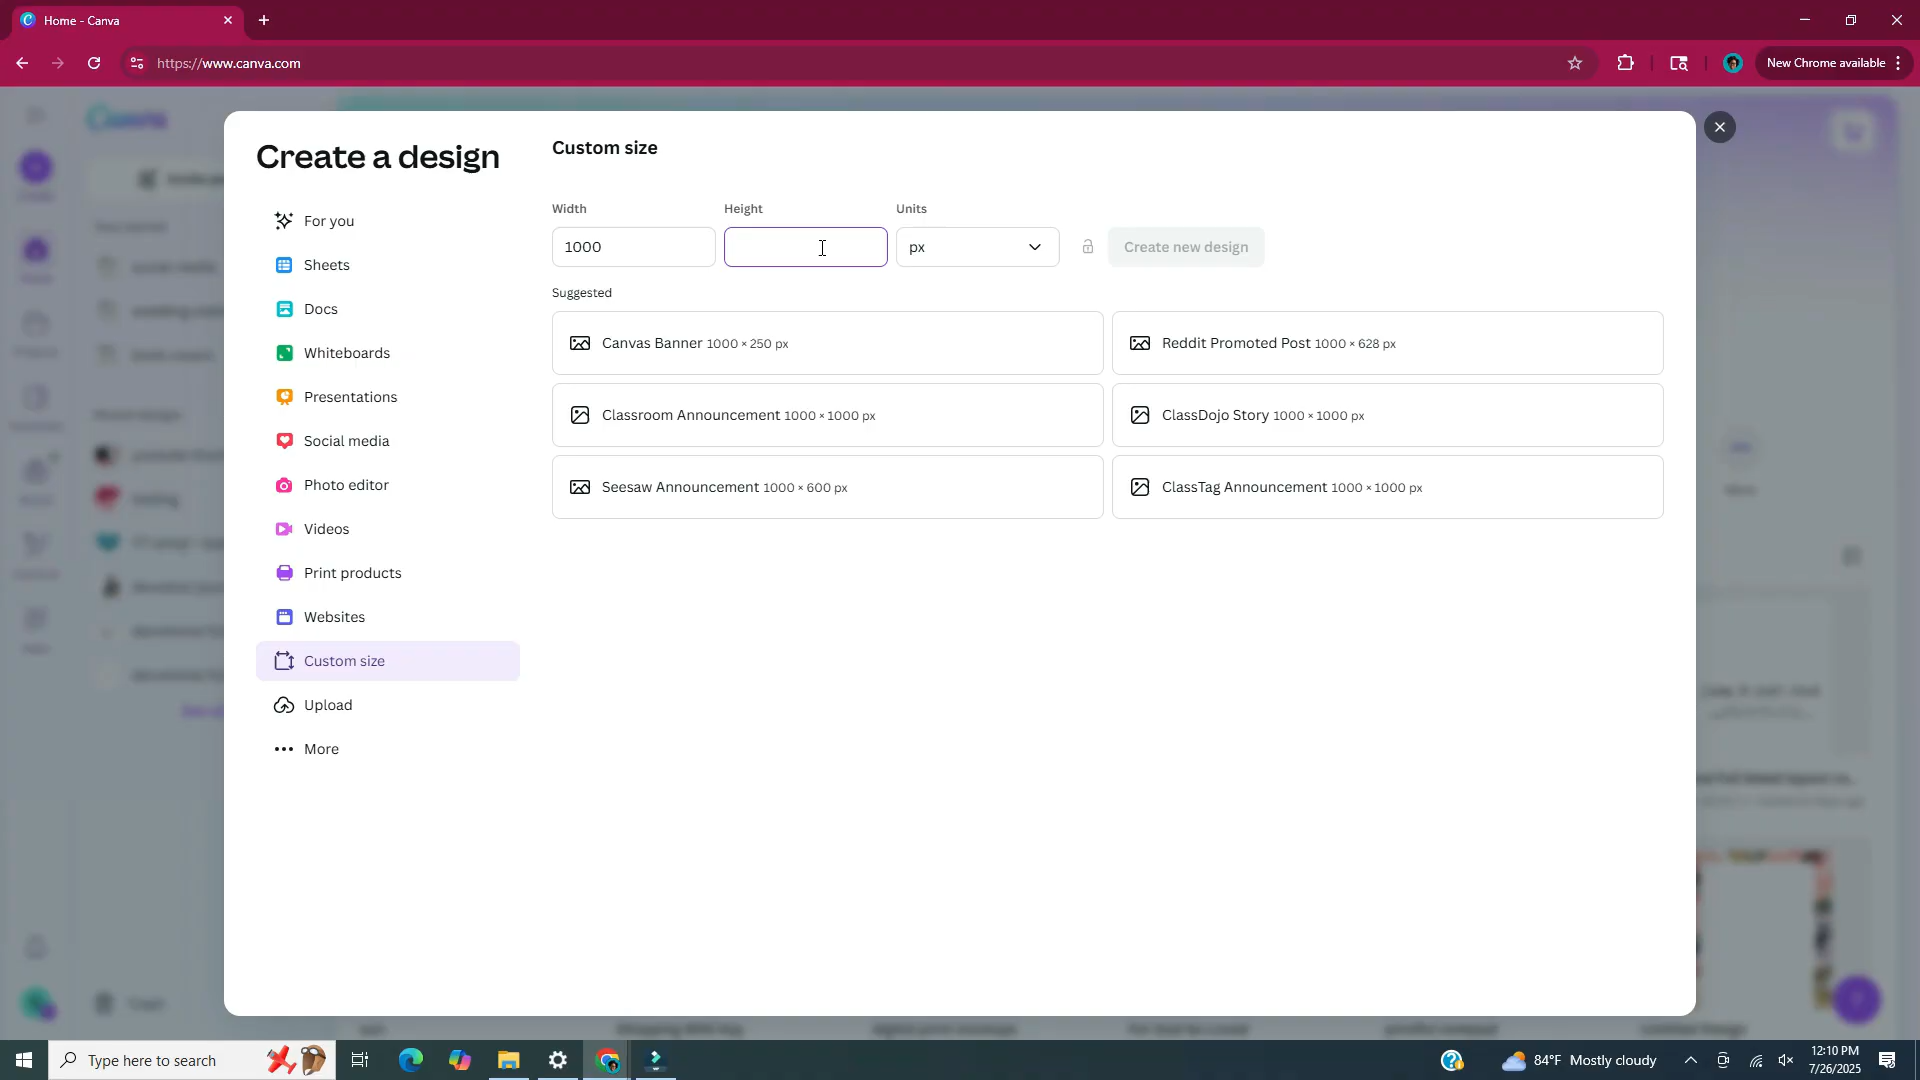 Home - Canva
https://www.canva.com
New Chrome available
Create a design
For you
Sheets
Docs
Whiteboards
Presentations
Social media
Photo editor
Videos
Print products
Websites
Custom size
Upload
More
Custom size
Width
Height
Units
1000
px
Create new design
Suggested
Canvas Banner 1000 × 250 px
Reddit Promoted Post 1000 × 628 px
Classroom Announcement 1000 × 1000 px
ClassDojo Story 1000 × 1000 px
Seesaw Announcement 1000 × 600 px
ClassTag Announcement 1000 × 1000 px
Type here to search
84°F Mostly cloudy
12:10 PM
7/26/2025